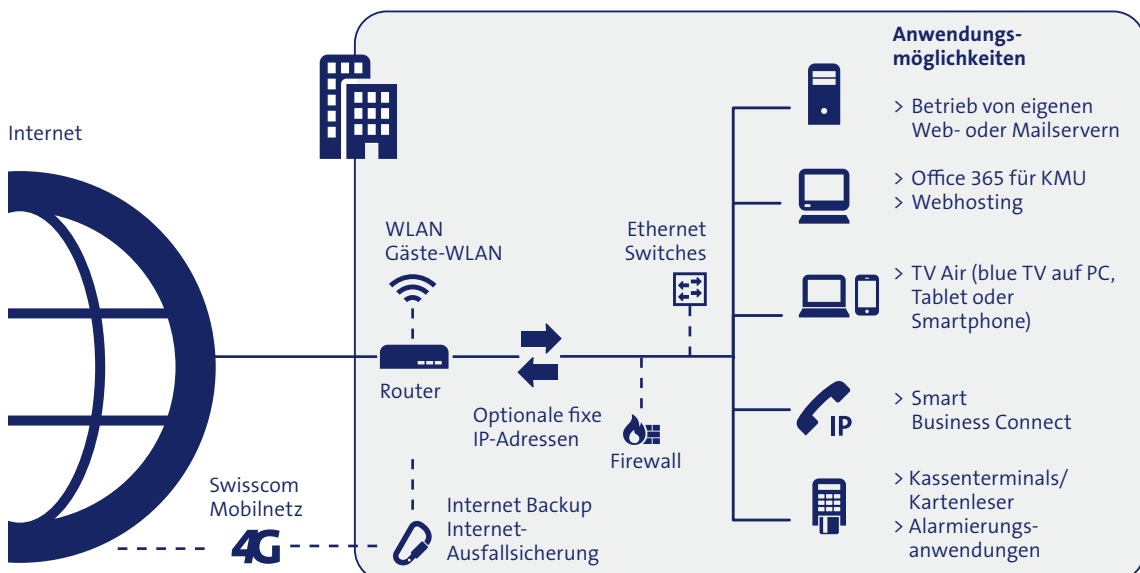 Anwendungs-
möglichkeiten
Internet
> Betrieb von eigenen
Web- oder Mailservern
> Office 365 für KMU
> Webhosting
WLAN
Gäste-WLAN
Ethernet
Switches
> TV Air (blue TV auf PC,
Tablet oder
Smartphone)
Router
Optionale fixe
IP-Adressen
Firewall
IP
> Smart
Business Connect
Swisscom
Mobilnetz
4G
Internet Backup
Internet-
Ausfallsicherung
> Kassenterminals/
Kartenleser
> Alarmierungs-
anwendungen